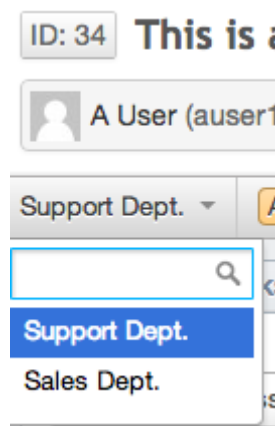 ID: 34 This is
A User (auser1
Support Dept.
Support Dept.
Sales Dept.